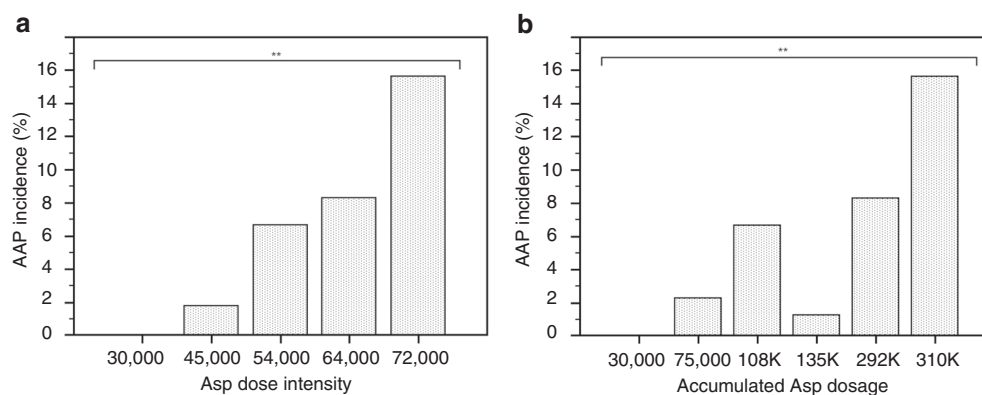 a
**
AAP incidence (%)
16
14
12
10
8
6
4
2
0
30,000 45,000 54,000 64,000 72,000
Asp dose intensity
b
**
AAP incidence (%)
16
14
12
10
8
6
4
2
0
30,000 75,000 108K 135K 292K 310K
Accumulated Asp dosage